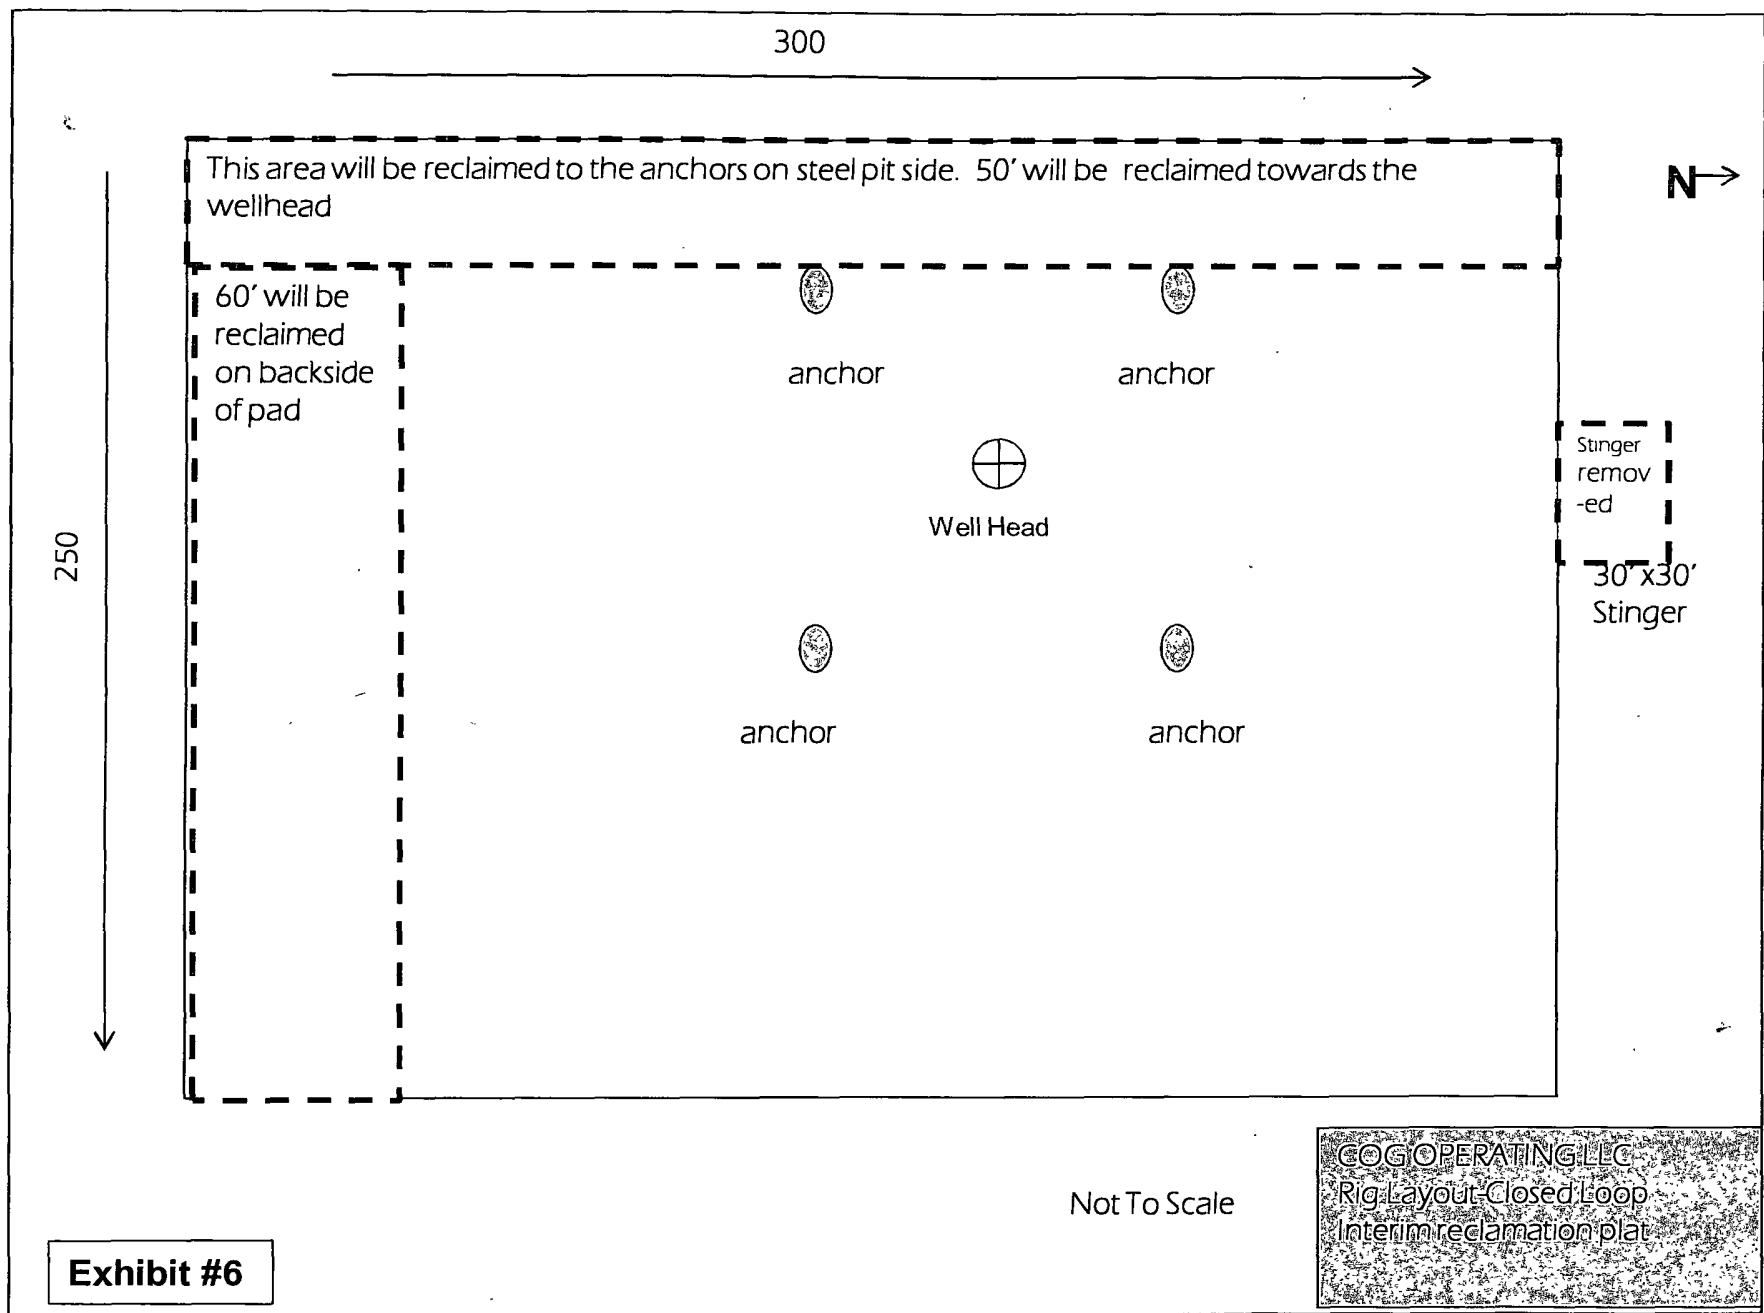 300
This area will be reclaimed to the anchors on steel pit side. 50' will be reclaimed towards the
wellhead
N
60' will be
reclaimed
on backside
of pad
anchor
anchor
Stinger
remov
-ed
Well Head
250
30' x30'
Stinger
anchor
anchor
COG OPERATING LLC
Rig Layout-Closed Loop
Interim reclamation plat
Not To Scale
Exhibit #6